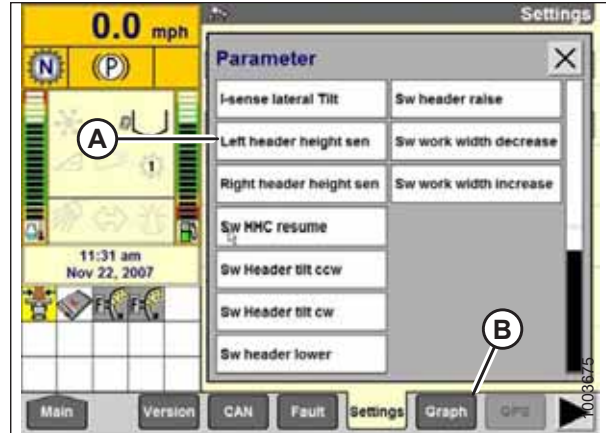 0.0 mph
Settings
N
(P)
Parameter
X
I-sense lateral Tilt
Sw header raise
A
Left header height sen
Sw work width decrease
1
Right header height sen
Sw work width increase
Sw HHC resume
11:31 am
Nov 22, 2007
Sw Header tilt ccw
Sw Header tilt cw
B
Sw header lower
Main
Version
CAN
Fault
Settings
Graph
GPS
1003675